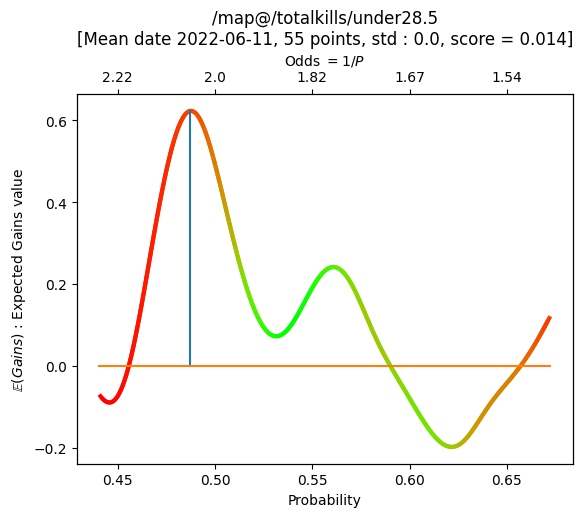 /map@/totalkills/under28.5
[Mean date 2022-06-11, 55 points, std : 0.0, score = 0.014]
Odds = 1/P
2.22 2.0 1.82 1.67 1.54
0.6
0.4
0.2
0.0
−0.2
𝔼(Gains) : Expected Gains value
0.45 0.50 0.55 0.60 0.65
Probability